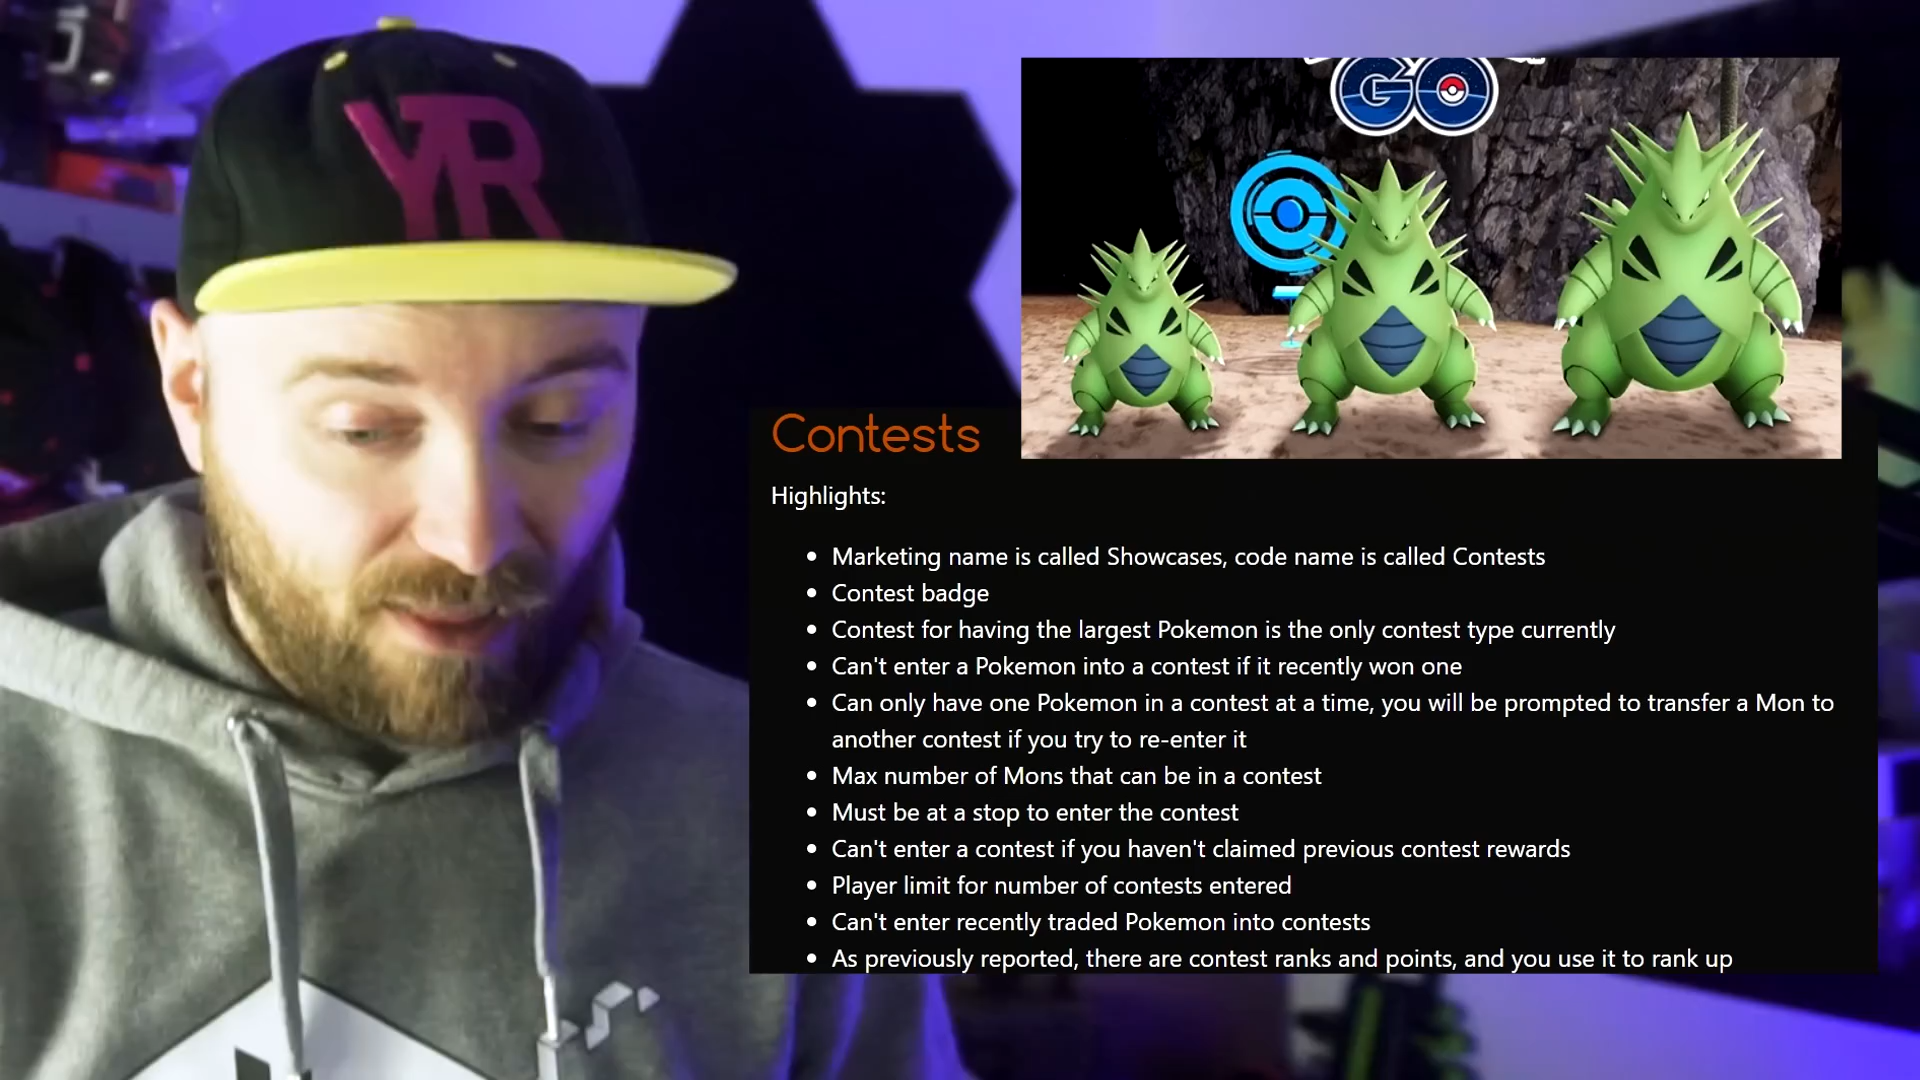 YR
GO
Contests
Highlights:
Marketing name is called Showcases, code name is called Contests
Contest badge
Contest for having the largest Pokemon is the only contest type currently
Can't enter a Pokemon into a contest if it recently won one
Can only have one Pokemon in a contest at a time, you will be prompted to transfer a Mon to
another contest if you try to re-enter it
Max number of Mons that can be in a contest
Must be at a stop to enter the contest
Can't enter a contest if you haven't claimed previous contest rewards
Player limit for number of contests entered
Can't enter recently traded Pokemon into contests
As previously reported, there are contest ranks and points, and you use it to rank up